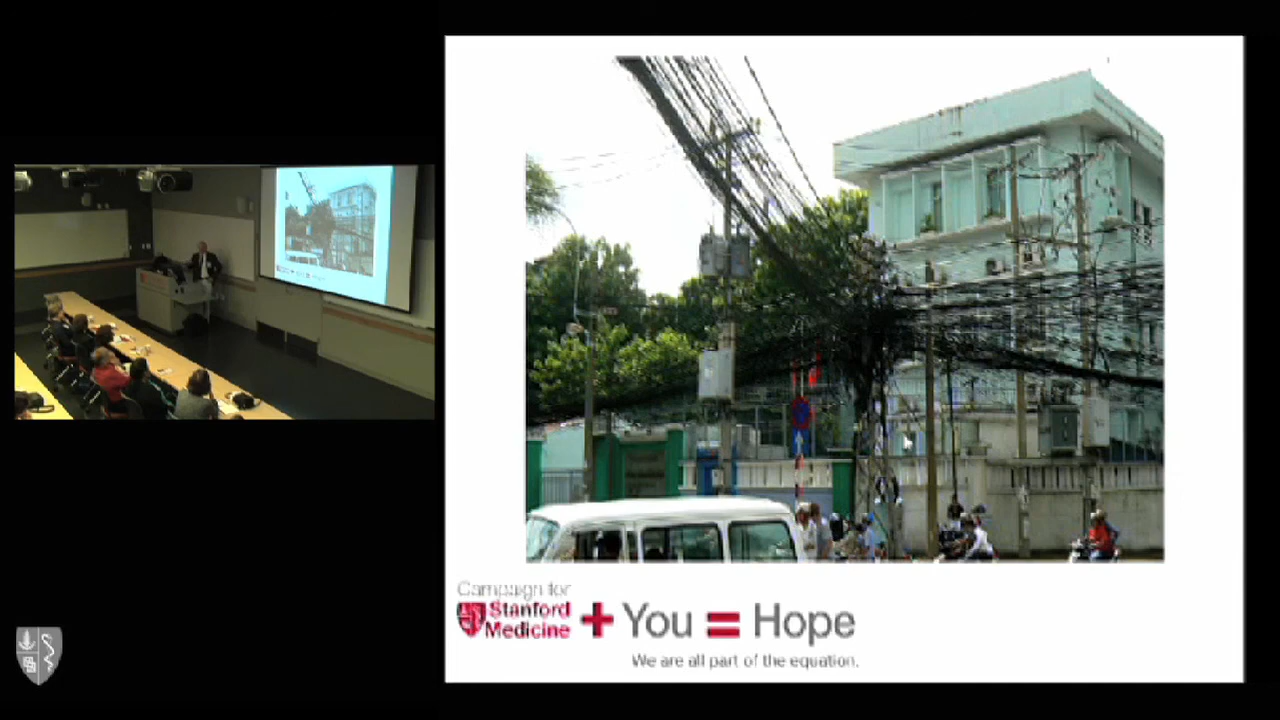 Campaign for
Stanford
Medicine + You = Hope
We are all part of the equation.